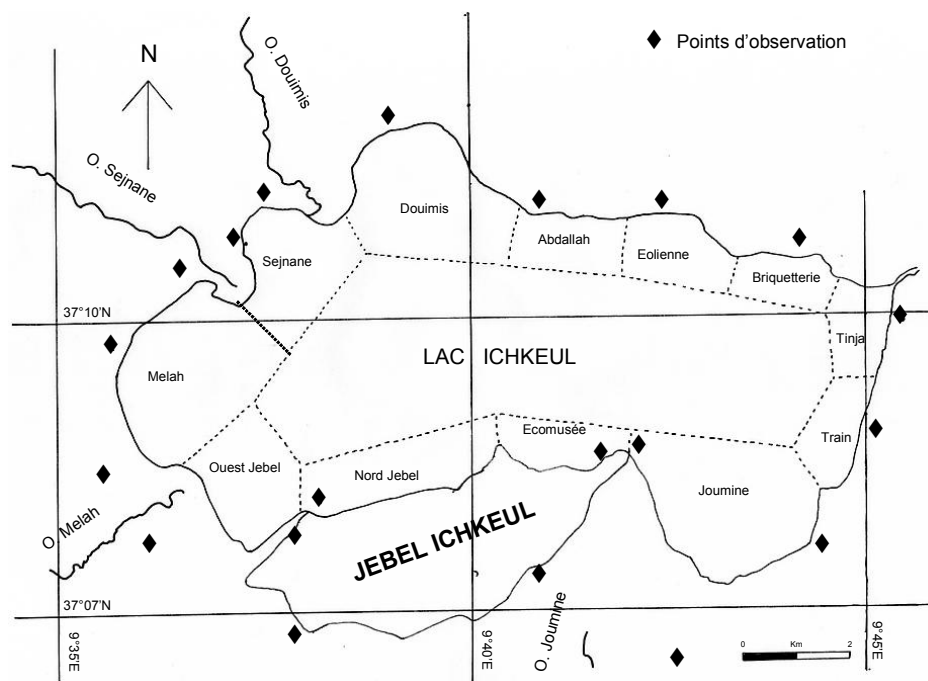 Points d'observation
N
O. Douimis
O. Sejnane
Douimis
Abdallah
Eolienne
Sejnane
Briquetterie
37°10'N
LAC ICHKEUL
Tinja
Melah
Ecomusée
Train
Ouest Jebel
Nord Jebel
Joumine
O. Melah
JEBEL ICHKEUL
37°07'N
O. Joumine
9°35'E
9°40'E
9°45'E
0 Km 2